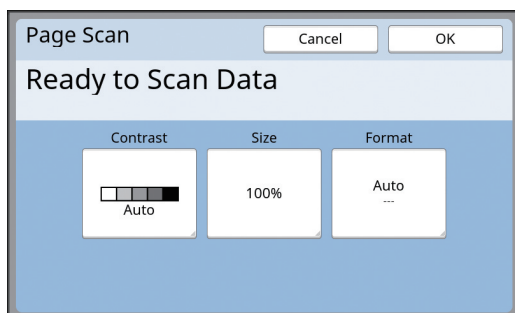 Page Scan
Cancel
OK
Ready to Scan Data
Contrast
Size
Format
Auto
100%
Auto
---